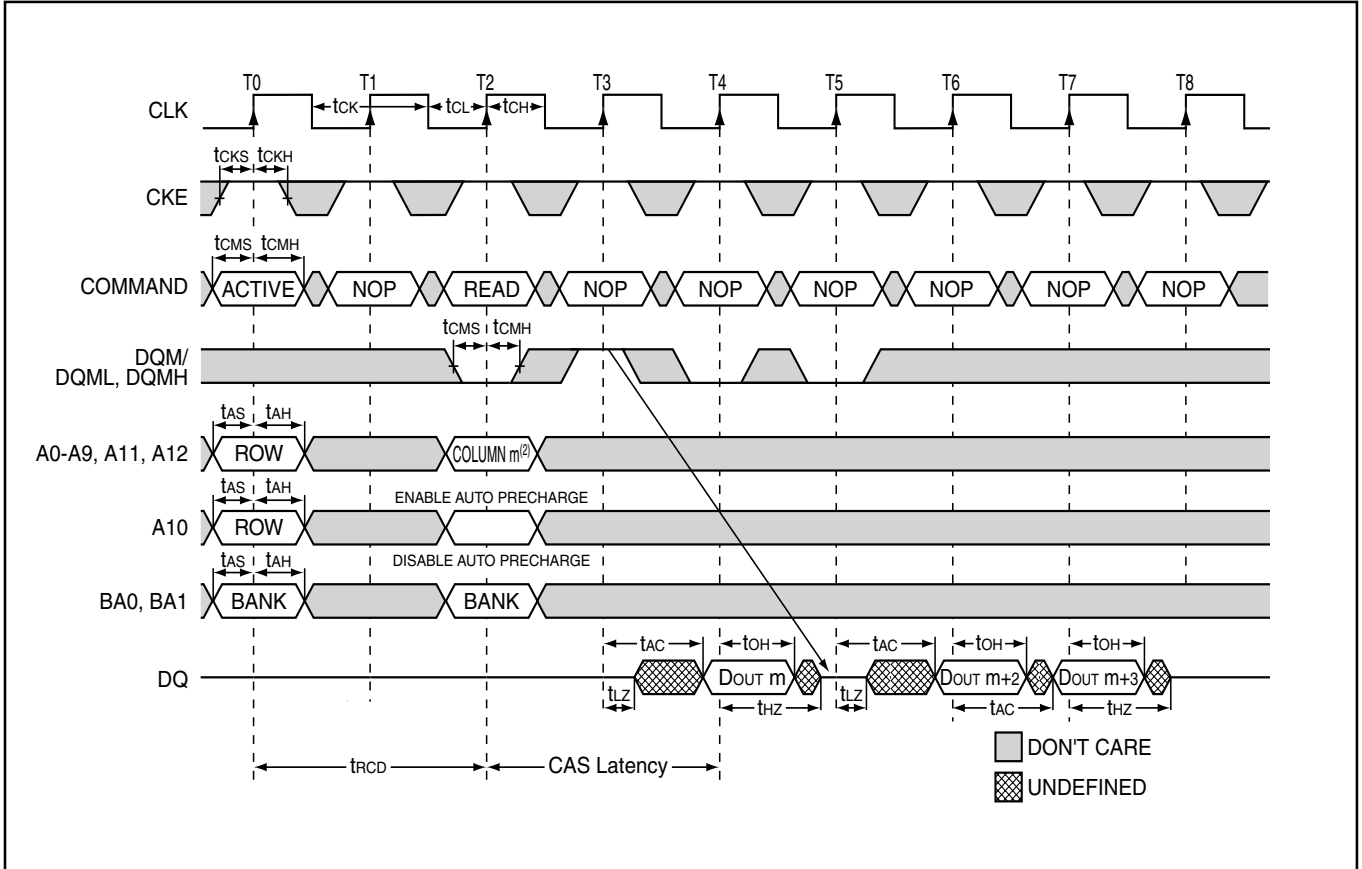 T0 T1 T2 T3 T4 T5 T6 T7 T8
CLK tCK tCL tCH
tCKS tCKH
CKE
tCMS tCMH
COMMAND ACTIVE NOP READ NOP NOP NOP NOP NOP NOP
tCMS tCMH
DQM/
DQML, DQMH
tAS tAH
A0-A9, A11, A12 ROW COLUMN m(2)
tAS tAH ENABLE AUTO PRECHARGE
A10 ROW
tAS tAH DISABLE AUTO PRECHARGE
BA0, BA1 BANK BANK
tAC tOH tAC tOH tOH
DQ DOUT m DOUT m+2 DOUT m+3
tLZ tHZ tLZ tAC tHZ
DON'T CARE
tRCD CAS Latency
UNDEFINED